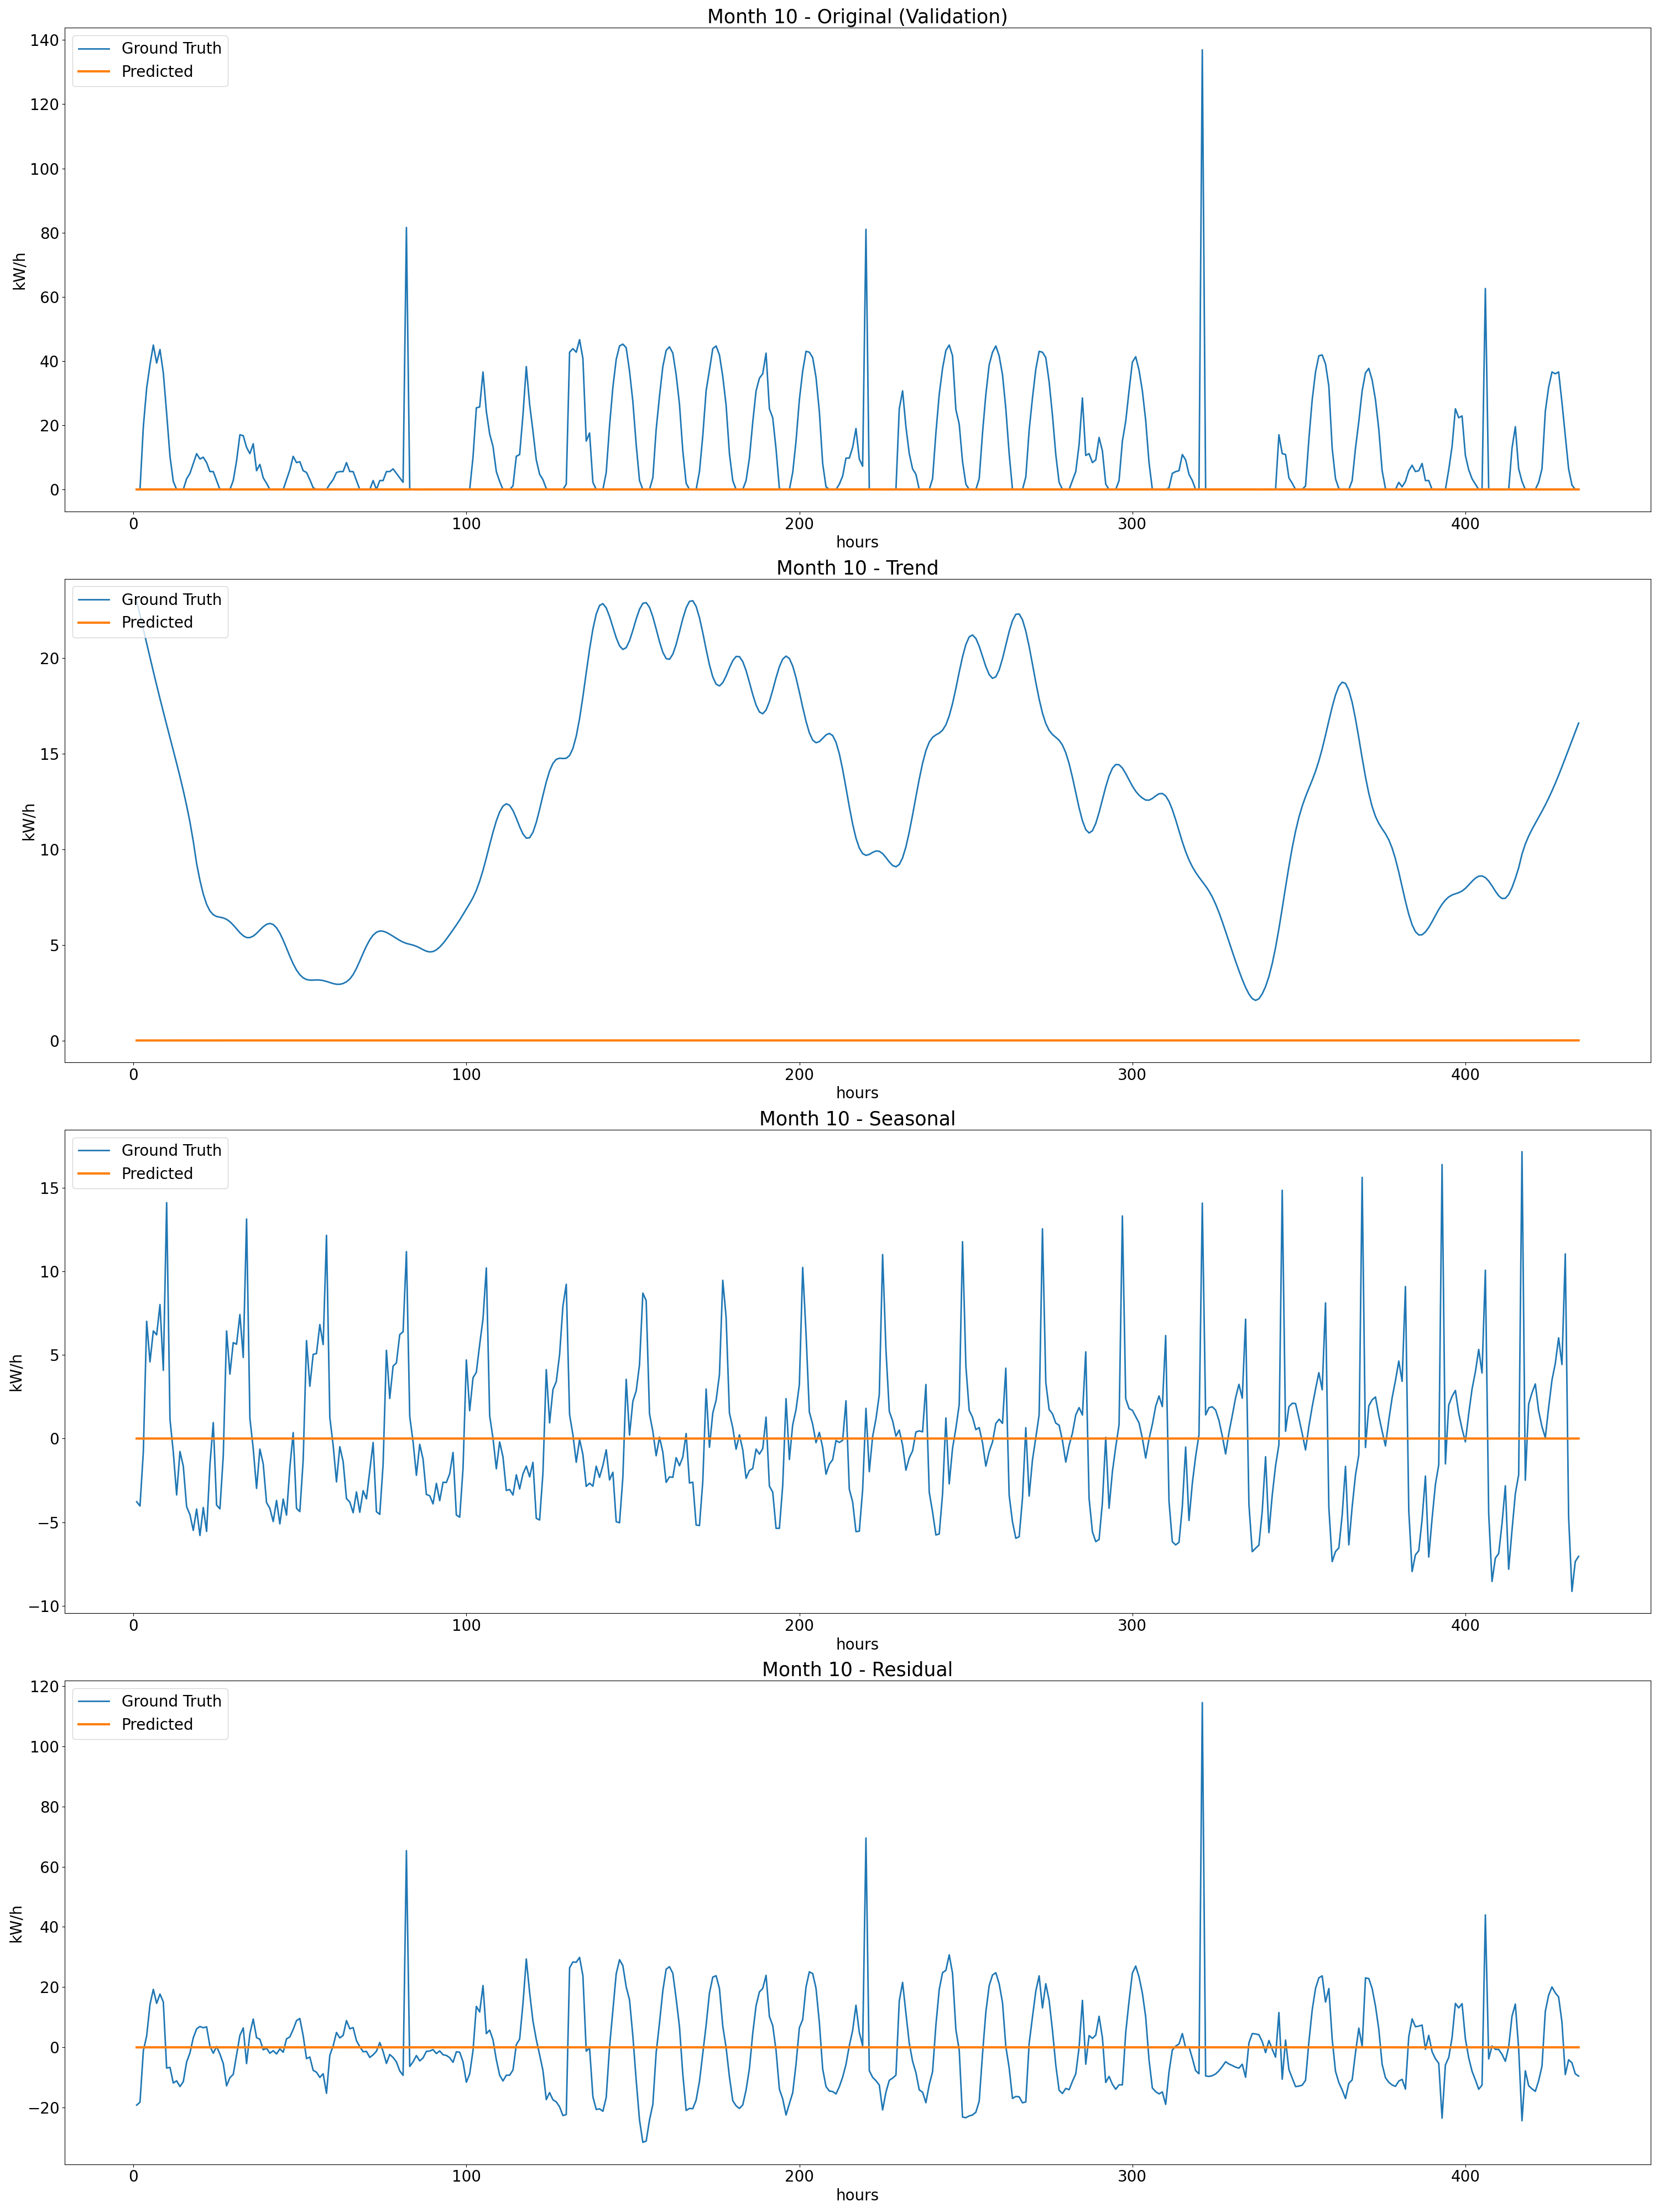 Month 10 - Original (Validation)
Ground Truth
Predicted
140
120
100
80
60
40
20
0
kW/h
0 100 200 300 400
hours
Month 10 - Trend
Ground Truth
Predicted
20
15
10
5
0
kW/h
0 100 200 300 400
hours
Month 10 - Seasonal
Ground Truth
Predicted
15
10
5
0
−5
−10
kW/h
0 100 200 300 400
hours
Month 10 - Residual
Ground Truth
Predicted
120
100
80
60
40
20
0
−20
kW/h
0 100 200 300 400
hours